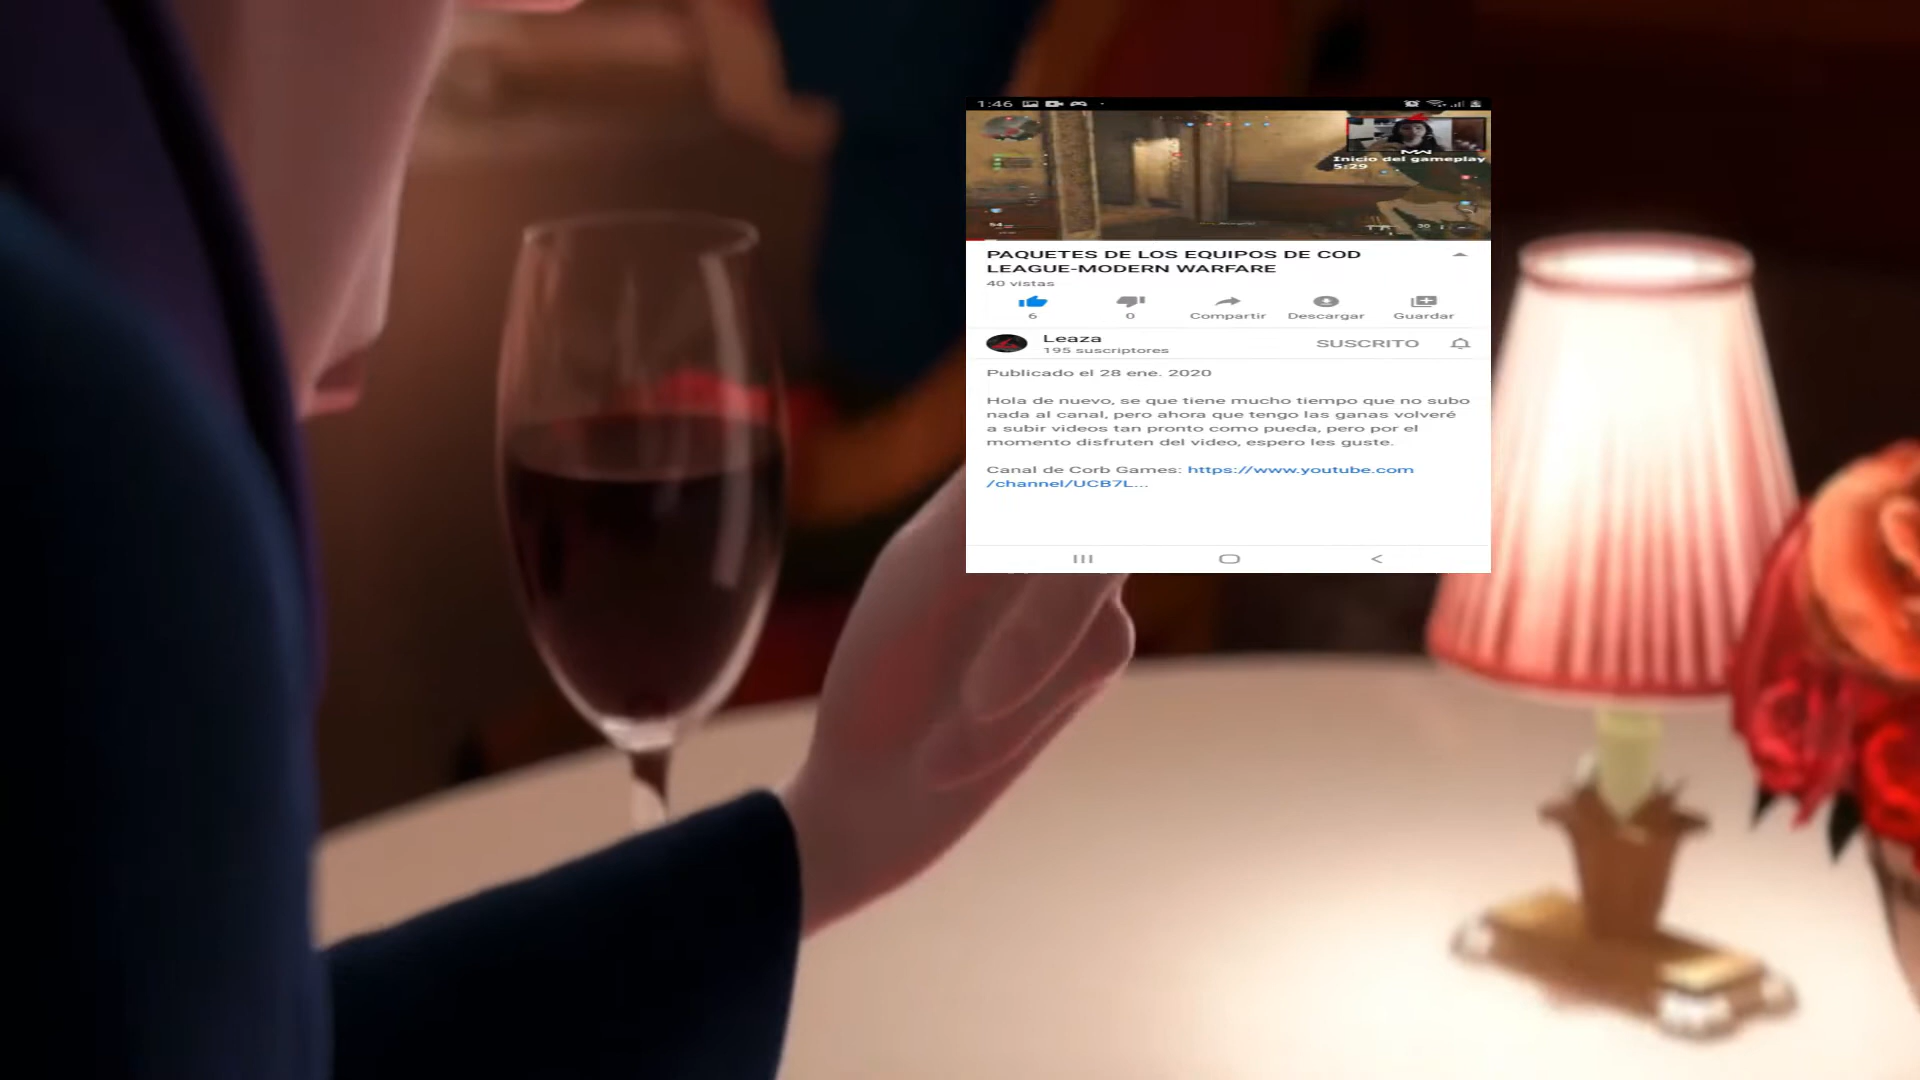 1:46
Inicio del gameplay
5:29
PAQUETES DE LOS EQUIPOS DE COD
LEAGUE-MODERN WARFARE
40 vistas
6
0
Compartir
Descargar
Guardar
Leaza
195 suscriptores
SUSCRITO
Publicado el 28 ene. 2020
Hola de nuevo, se que tiene mucho tiempo que no subo
nada al canal, pero ahora que tengo las ganas volveré
a subir videos tan pronto como pueda, pero por el
momento disfruten del video, espero les guste.
Canal de Corb Games: https://www.youtube.com
/channel/UCB7L...